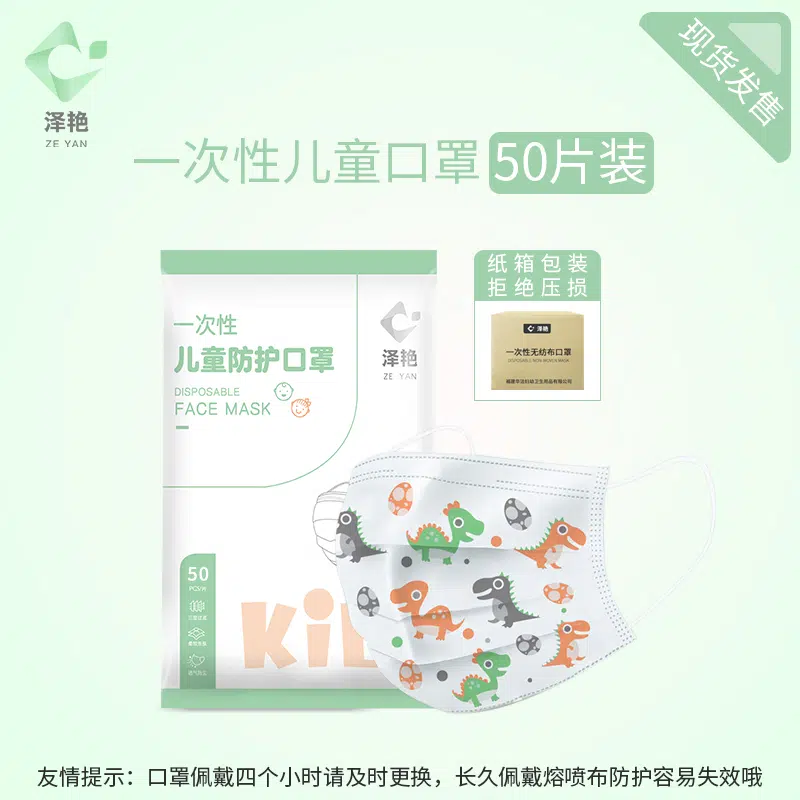 泽艳
ZE YAN
现货发售
一次性儿童口罩 50片装
纸箱包装
拒绝压损
泽艳
一次性无纺布口罩
一次性
儿童防护口罩
DISPOSABLE
FACE MASK
泽艳
ZE YAN
50
PCS/片
KiD
友情提示：口罩佩戴四个小时请及时更换，长久佩戴熔喷布防护容易失效哦